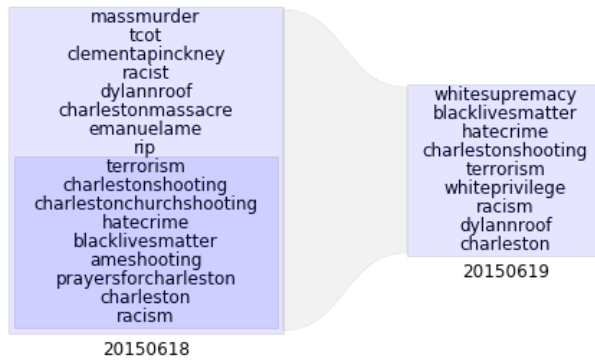 massmurder
tcot
clementapinckney
racist
dylannroof
charlestonmassacre
emanuelame
rip
terrorism
charlestonshooting
charlestonchurchshooting
hatecrime
blacklivesmatter
ameshooting
prayersforcharleston
charleston
racism
20150618
whitesupremacy
blacklivesmatter
hatecrime
charlestonshooting
terrorism
whiteprivilege
racism
dylannroof
charleston
20150619